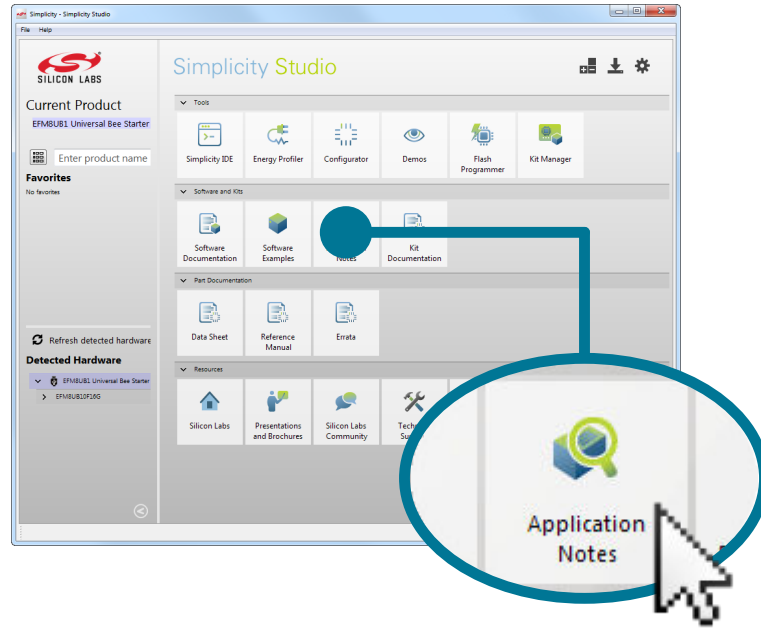 Simplicity - Simplicity Studio
File Help
SILICON LABS
Simplicity Studio
Current Product
EFM8UB1 Universal Bee Starter
Enter product name
Favorites
No favorites
Tools
Simplicity IDE
Energy Profiler
Configurator
Demos
Flash
Programmer
Kit Manager
Software and Kits
Software
Documentation
Software
Examples
Notes
Kit
Documentation
Part Documentation
Data Sheet
Reference
Manual
Errata
Refresh detected hardware
Detected Hardware
EFM8UB1 Universal Bee Starter
EFM8UB10F16G
Resources
Silicon Labs
Presentations
and Brochures
Silicon Labs
Community
Application
Notes